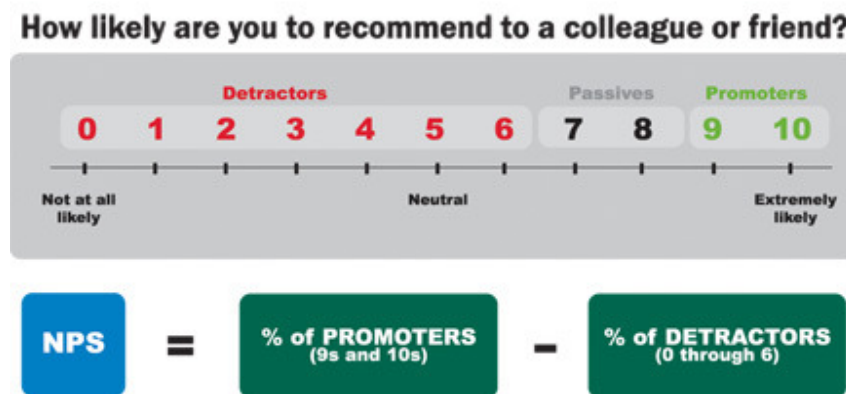 How likely are you to recommend to a colleague or friend?
Detractors
Passives
Promoters
0 1 2 3 4 5 6 7 8 9 10
Not at all
likely
Neutral
Extremely
likely
NPS
=
% of PROMOTERS
(9s and 10s)
-
% of DETRACTORS
(0 through 6)